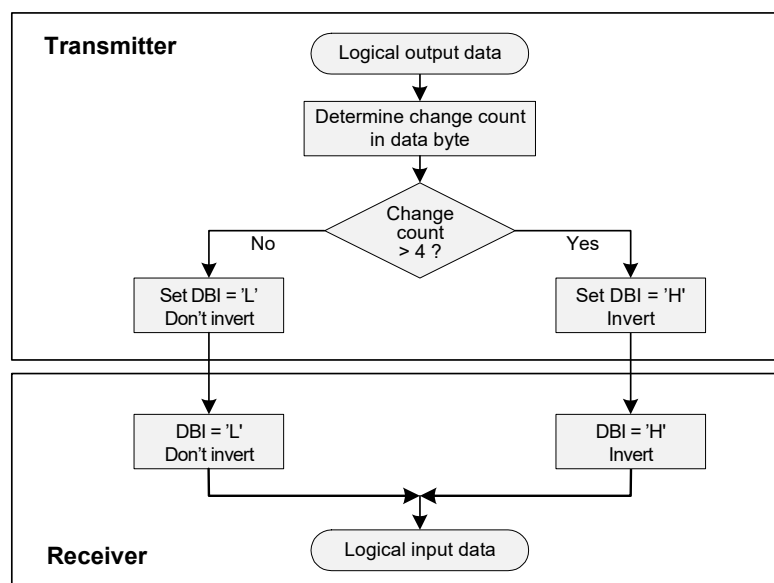 Transmitter
Logical output data
Determine change count
in data byte
Change
count
> 4 ?
No
Yes
Set DBI = ’L’
Don’t invert
Set DBI = ’H'
Invert
DBI = ’L'
Don’t invert
DBI = ’H'
Invert
Logical input data
Receiver